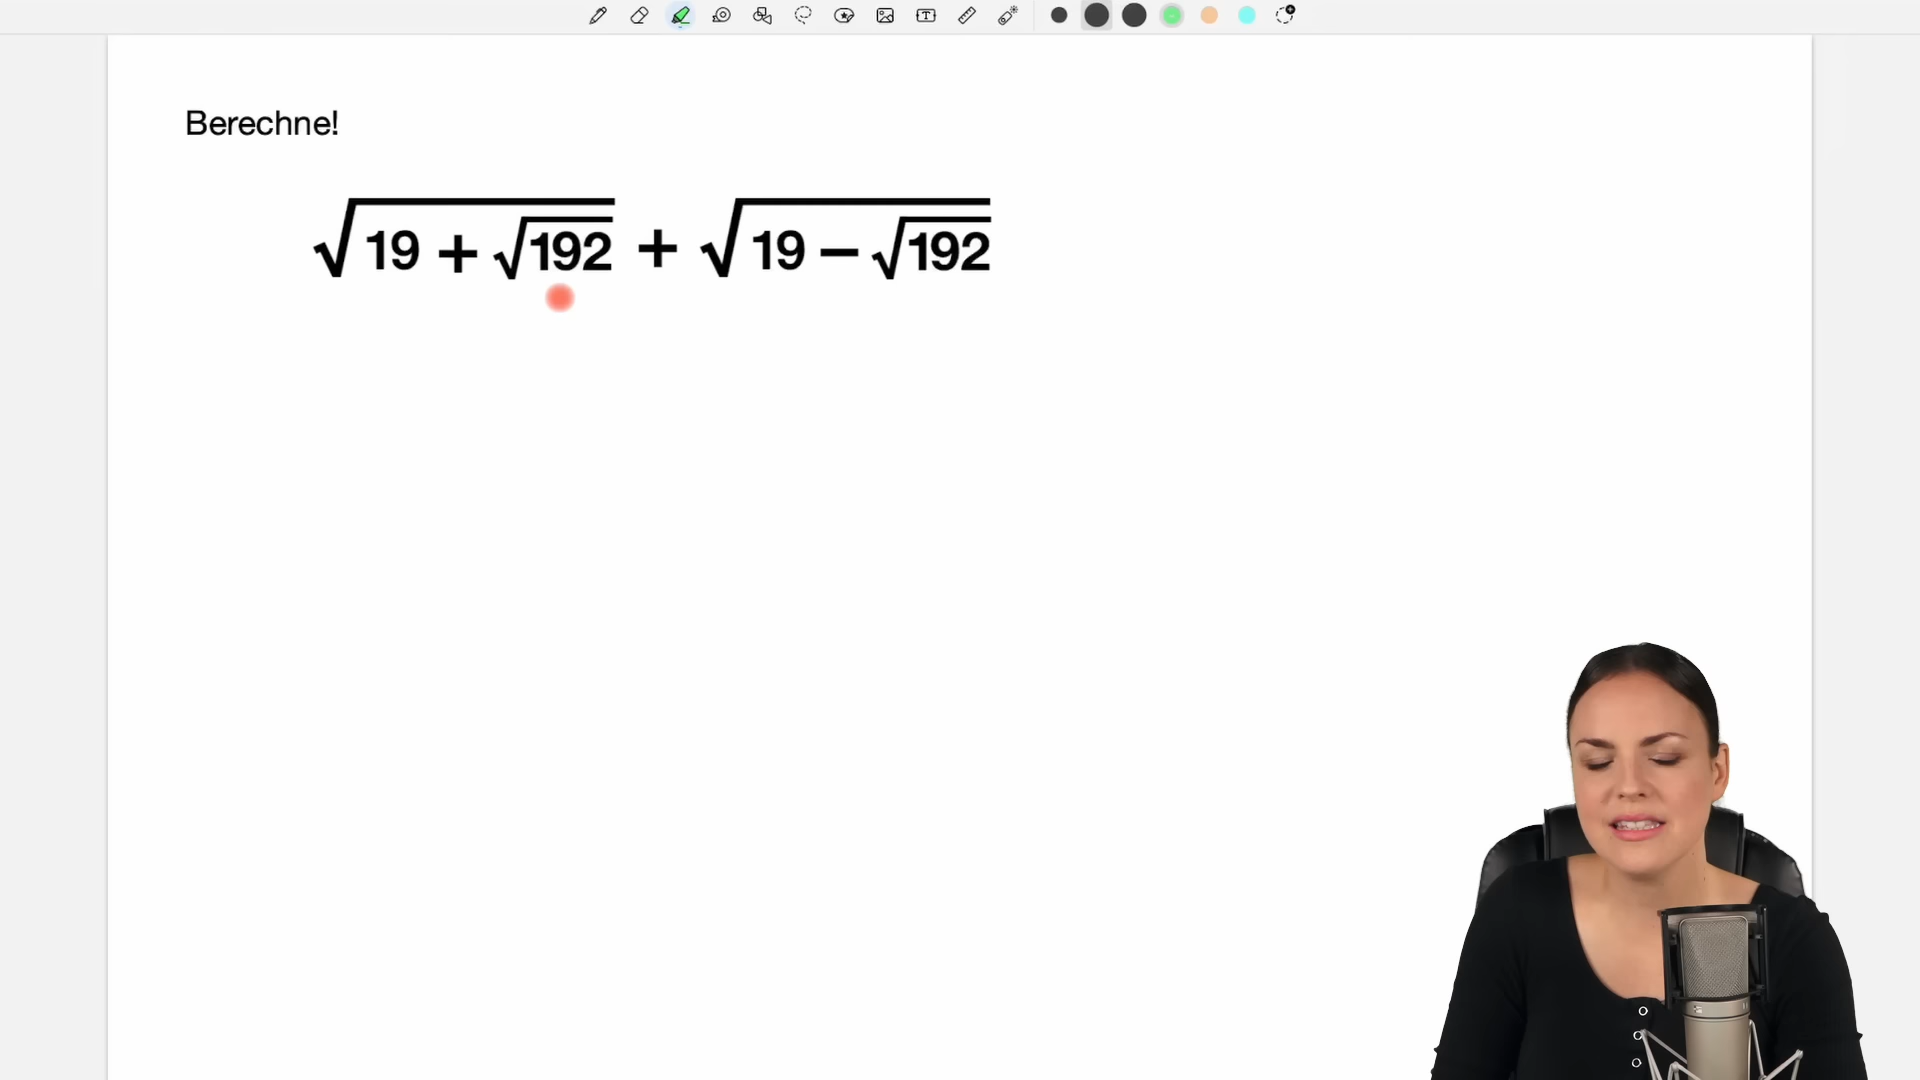 Berechne!
√(19 + √192) + √(19 − √192)